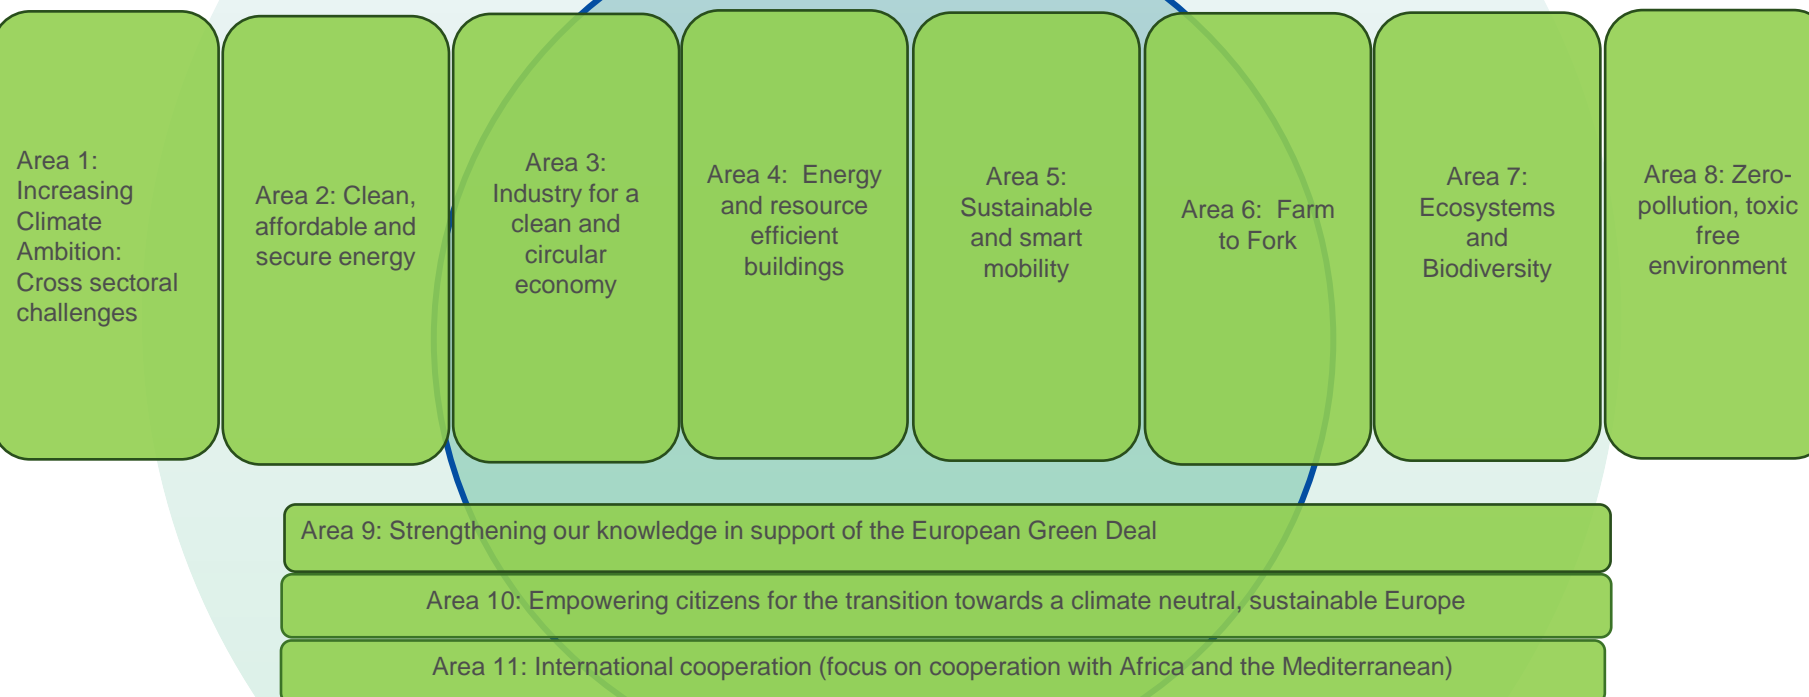 Area 1:
Increasing
Climate
Ambition:
Cross sectoral
challenges
Area 2: Clean,
affordable and
secure energy
Area 3:
Industry for a
clean and
circular
economy
Area 4:  Energy
and resource
efficient
buildings
Area 5:
Sustainable
and smart
mobility
Area 6:  Farm
to Fork
Area 7:
Ecosystems
and
Biodiversity
Area 8: Zero-
pollution, toxic
free
environment
Area 9: Strengthening our knowledge in support of the European Green Deal
Area 10: Empowering citizens for the transition towards a climate neutral, sustainable Europe
Area 11: International cooperation (focus on cooperation with Africa and the Mediterranean)